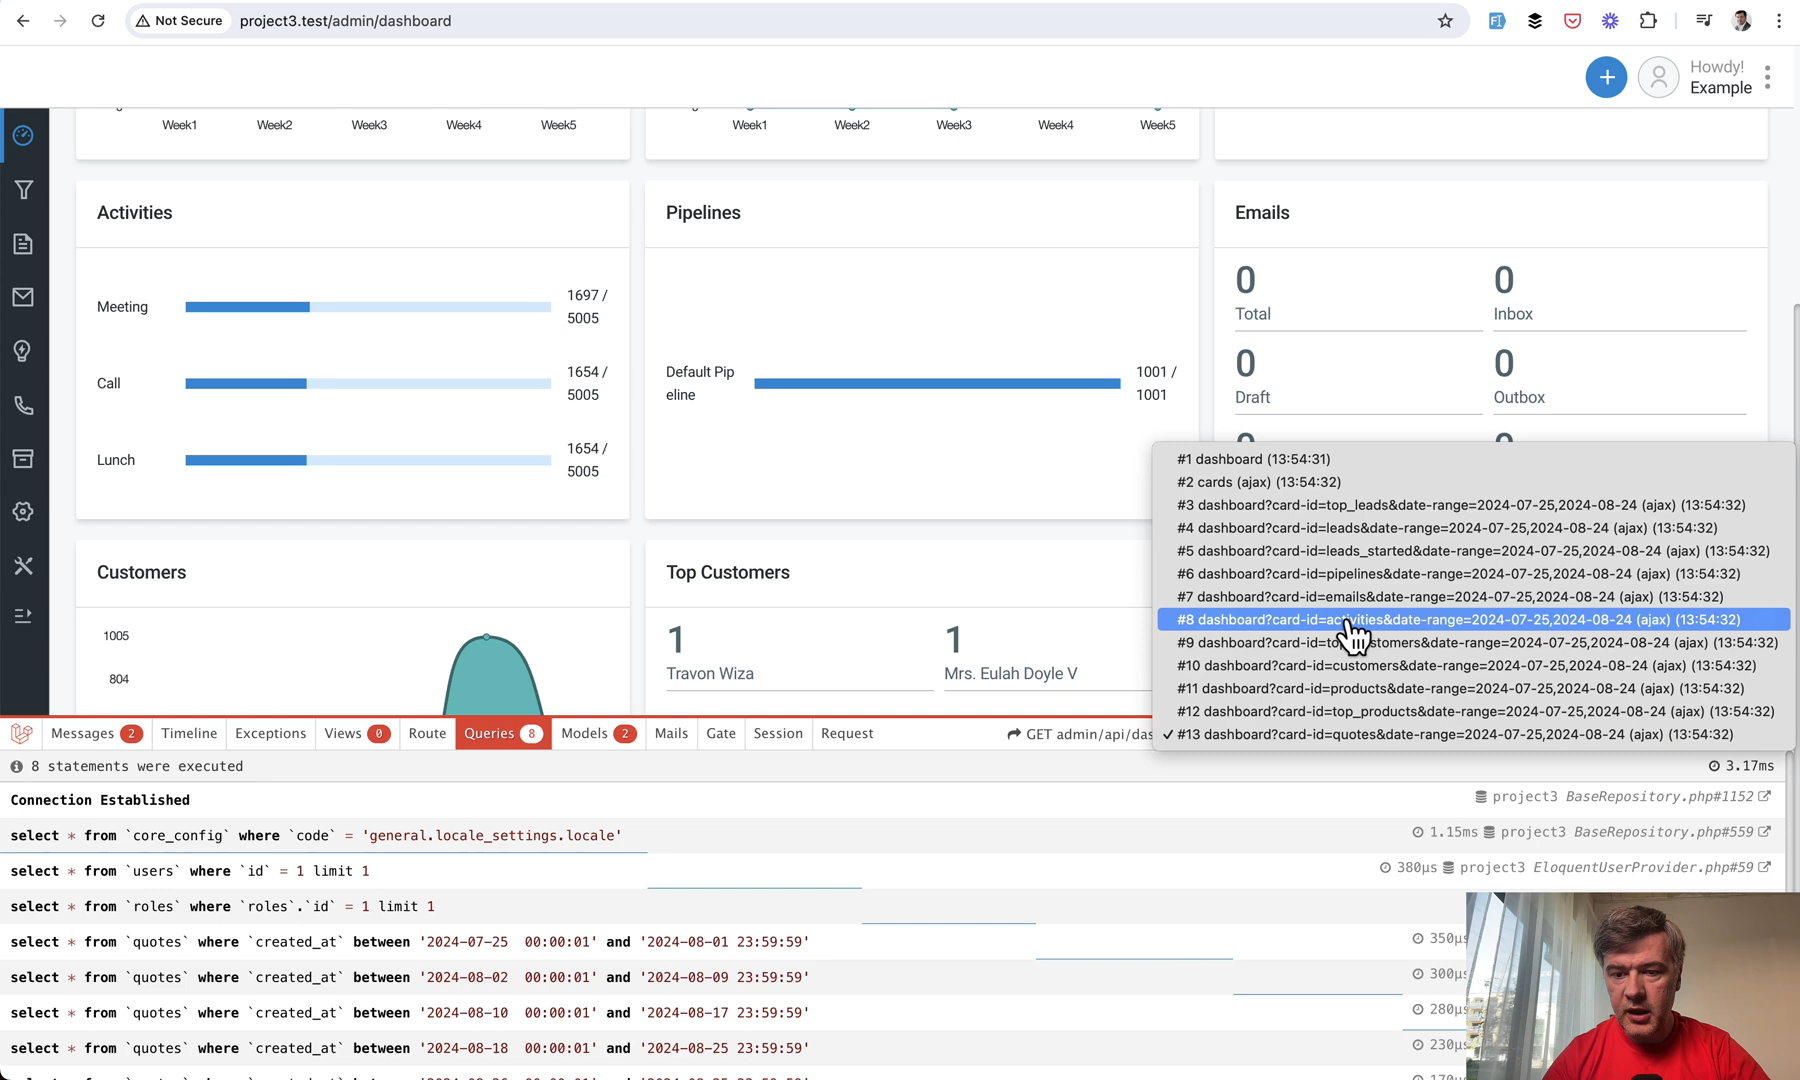 Not Secure project3.test/admin/dashboard
Howdy!
Example
Week1 Week2 Week3 Week4 Week5
Week1 Week2 Week3 Week4 Week5
Activities
Meeting 1697 /
5005
Call 1654 /
5005
Lunch 1654 /
5005
Pipelines
Default Pip
eline
1001 /
1001
Emails
0 0
Total Inbox
0 0
Draft Outbox
#1 dashboard (13:54:31)
#2 cards (ajax) (13:54:32)
#3 dashboard?card-id=top_leads&date-range=2024-07-25,2024-08-24 (ajax) (13:54:32)
#4 dashboard?card-id=leads&date-range=2024-07-25,2024-08-24 (ajax) (13:54:32)
#5 dashboard?card-id=leads_started&date-range=2024-07-25,2024-08-24 (ajax) (13:54:32)
#6 dashboard?card-id=pipelines&date-range=2024-07-25,2024-08-24 (ajax) (13:54:32)
#7 dashboard?card-id=emails&date-range=2024-07-25,2024-08-24 (ajax) (13:54:32)
#8 dashboard?card-id=activities&date-range=2024-07-25,2024-08-24 (ajax) (13:54:32)
#9 dashboard?card-id=top_customers&date-range=2024-07-25,2024-08-24 (ajax) (13:54:32)
#10 dashboard?card-id=customers&date-range=2024-07-25,2024-08-24 (ajax) (13:54:32)
#11 dashboard?card-id=products&date-range=2024-07-25,2024-08-24 (ajax) (13:54:32)
#12 dashboard?card-id=top_products&date-range=2024-07-25,2024-08-24 (ajax) (13:54:32)
✓ #13 dashboard?card-id=quotes&date-range=2024-07-25,2024-08-24 (ajax) (13:54:32)
Customers
1005
804
Top Customers
1 1
Travon Wiza Mrs. Eulah Doyle V
Messages 2 Timeline Exceptions Views 0 Route Queries 8 Models 2 Mails Gate Session Request GET admin/api/das
8 statements were executed 3.17ms
Connection Established project3 BaseRepository.php#1152
select * from `core_config` where `code` = 'general.locale_settings.locale' 1.15ms project3 BaseRepository.php#559
select * from `users` where `id` = 1 limit 1 380μs project3 EloquentUserProvider.php#59
select * from `roles` where `roles`.`id` = 1 limit 1
select * from `quotes` where `created_at` between '2024-07-25  00:00:01' and '2024-08-01 23:59:59' 350μs
select * from `quotes` where `created_at` between '2024-08-02  00:00:01' and '2024-08-09 23:59:59' 300μs
select * from `quotes` where `created_at` between '2024-08-10  00:00:01' and '2024-08-17 23:59:59' 280μs
select * from `quotes` where `created_at` between '2024-08-18  00:00:01' and '2024-08-25 23:59:59' 230μs